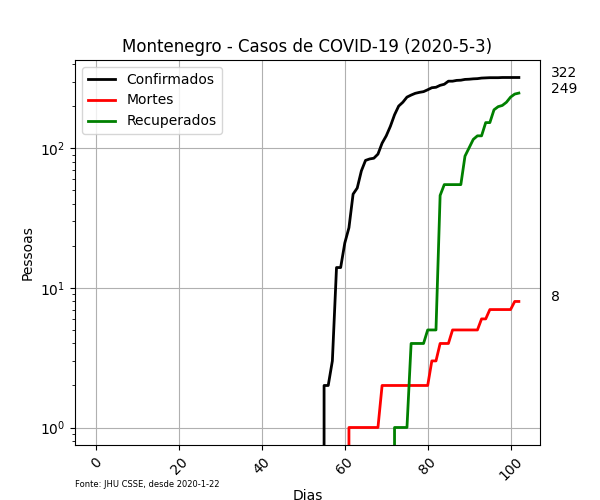 Montenegro - Casos de COVID-19 (2020-5-3)
Confirmados
Mortes
Recuperados
322
249
8
Pessoas
10²
10¹
10⁰
0
20
40
60
80
100
Fonte: JHU CSSE, desde 2020-1-22
Dias